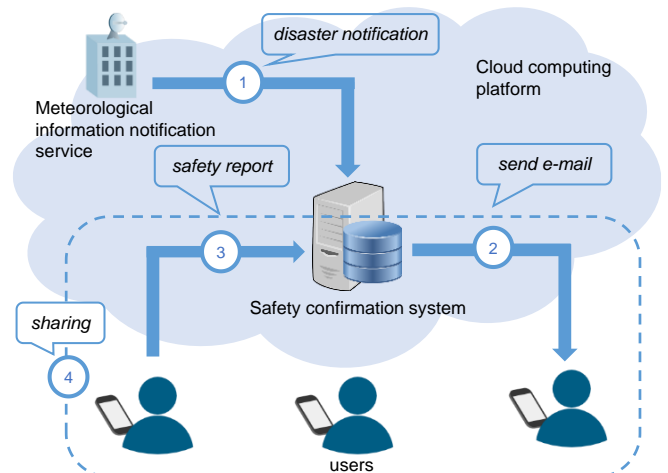 disaster notification
1
Cloud computing
platform
Meteorological
information notification
service
safety report
send e-mail
3
2
Safety confirmation system
sharing
4
users